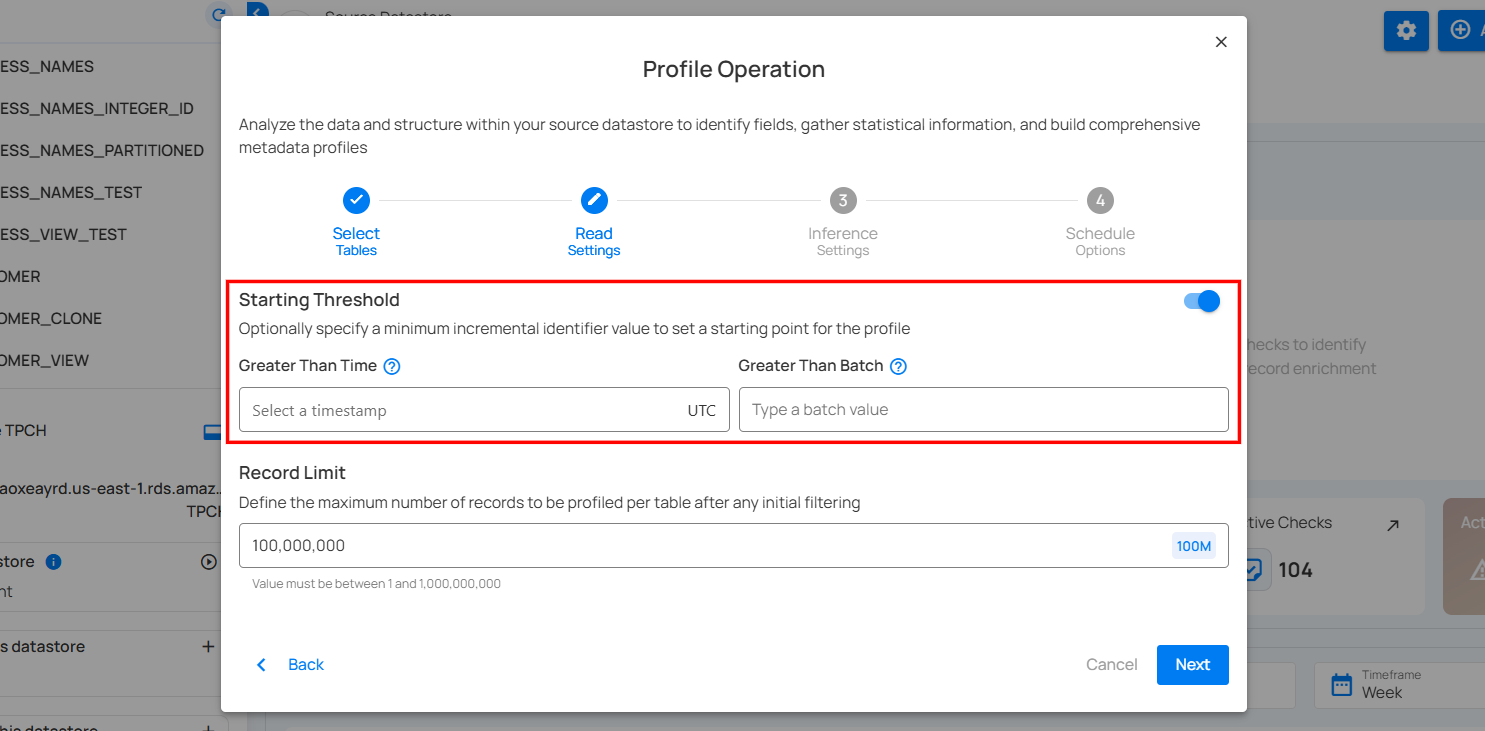 Source Datastore
ESS_NAMES
ESS_NAMES_INTEGER_ID
ESS_NAMES_PARTITIONED
ESS_NAMES_TEST
ESS_VIEW_TEST
OMER
OMER_CLONE
OMER_VIEW
TPCH
aoxeayrd.us-east-1.rds.amaz...
TPCH
store
nt
s datastore
his datastore
Profile Operation
Analyze the data and structure within your source datastore to identify fields, gather statistical information, and build comprehensive
metadata profiles
Select
Tables
Read
Settings
3
Inference
Settings
4
Schedule
Options
Starting Threshold
Optionally specify a minimum incremental identifier value to set a starting point for the profile
Greater Than Time
Greater Than Batch
Select a timestamp UTC
Type a batch value
Record Limit
Define the maximum number of records to be profiled per table after any initial filtering
100,000,000 100M
Value must be between 1 and 1,000,000,000
Back
Cancel
Next
hecks to identify
ecord enrichment
tive Checks
104
Act
Timeframe
Week